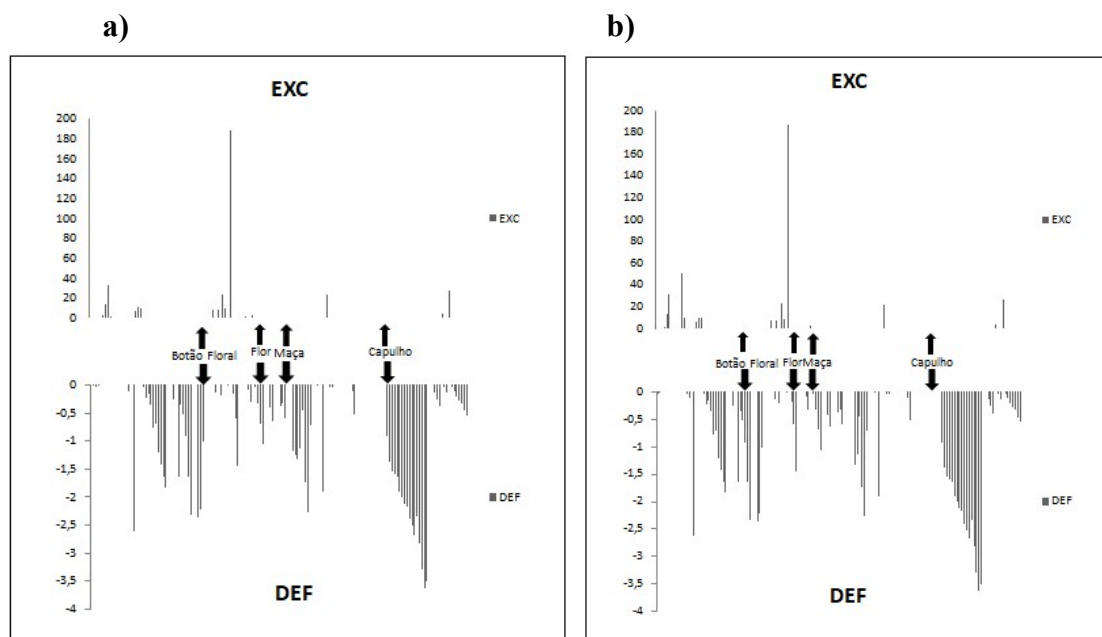 a)
EXC
200
180
160
140
120
100
80
60
40
20
0
EXC
Botão Floral
Flor
Maça
Capulho
0
-0,5
-1
-1,5
-2
-2,5
-3
-3,5
-4
DEF
DEF
b)
EXC
200
180
160
140
120
100
80
60
40
20
0
EXC
Botão Floral
Flor
Maça
Capulho
0
-0,5
-1
-1,5
-2
-2,5
-3
-3,5
-4
DEF
DEF